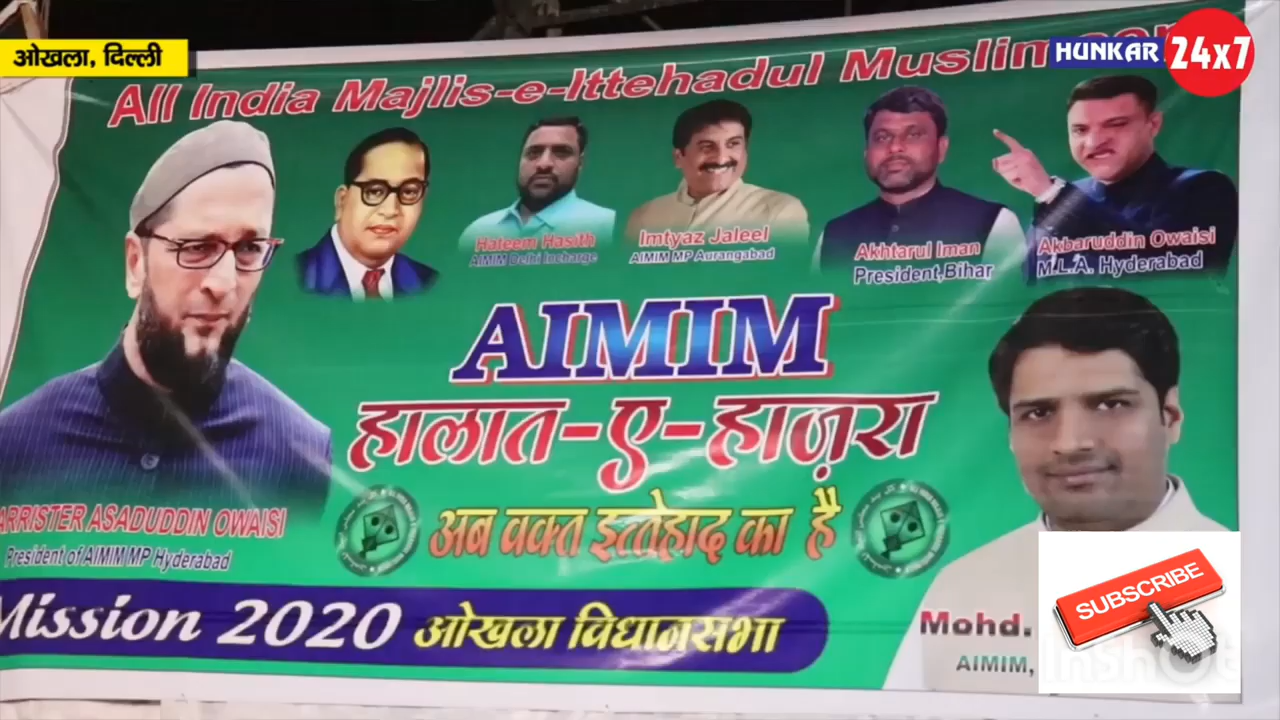 ओखला, दिल्ली
HUNKAR 24x7
All India Majlis-e-Ittehadul
Hateem Hasith
AIMIM Delhi Incharge
Imtyaz Jaleel
AIMIM MP Aurangabad
Akhtarul Iman
President, Bihar
Akbaruddin Owaisi
M.L.A. Hyderabad
AIMIM
हालात-ए-हाज़रा
अब वक्त इत्तेहाद का है
ARRISTER ASADUDDIN OWAISI
President of AIMIM MP Hyderabad
Mission 2020 ओखला विधानसभा
Mohd.
AIMIM,
SUBSCRIBE